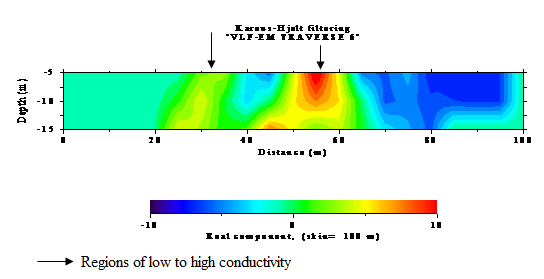 Karous-Hjelt filtering
"VLF-EM TRAVERSE 6"
-5
-10
-15
Depth (m)
0 20 40 60 80 100
Distance (m)
-10 0 10
Real component, (skin= 100 m)
Regions of low to high conductivity